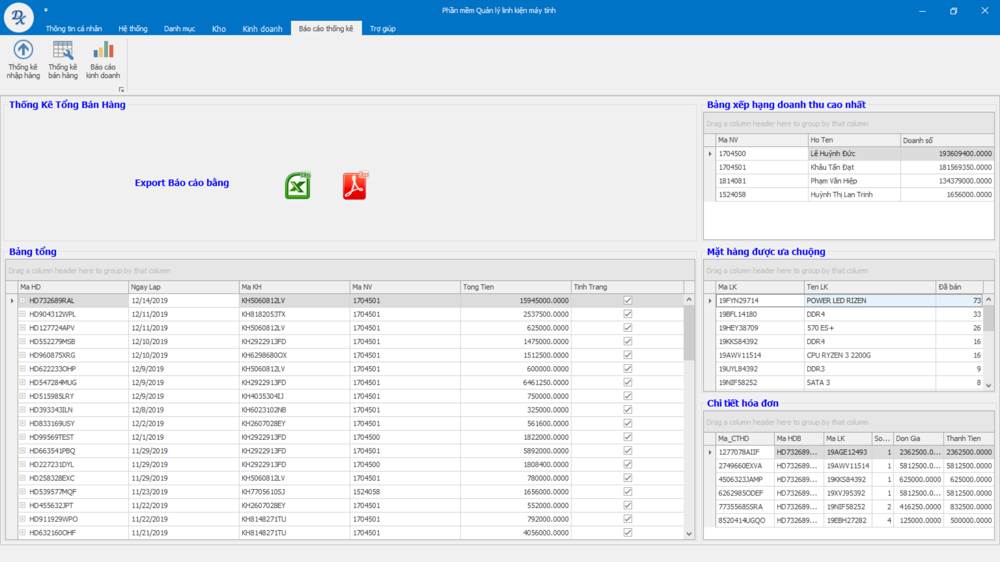 Phần mềm Quản lý linh kiện máy tính
Thông tin cá nhân Hệ thống Danh mục Kho Kinh doanh Báo cáo thống kê Trợ giúp
Thống kê nhập hàng
Thống kê bán hàng
Báo cáo kinh doanh
Thống Kê Tổng Bán Hàng
Export Báo cáo bằng
XLS
PDF
Bảng xếp hạng doanh thu cao nhất
Drag a column header here to group by that column
Ma NV Ho Ten Doanh số
1704500 Lê Huỳnh Đức 193609400.0000
1704501 Khâu Tấn Đạt 181569350.0000
1814081 Phạm Văn Hiệp 134379000.0000
1524058 Huỳnh Thị Lan Trinh 1656000.0000
Bảng tổng
Drag a column header here to group by that column
Ma HD Ngay Lap Ma KH Ma NV Tong Tien Tinh Trang
HD732689RAL 12/14/2019 KH5060812LV 1704501 15945000.0000
HD904312WPL 12/11/2019 KH8182053TX 1704501 2537500.0000
HD127724APV 12/11/2019 KH5060812LV 1704501 625000.0000
HD552279MSB 12/10/2019 KH2922913FD 1704501 1475000.0000
HD960875XRG 12/10/2019 KH6298680OX 1704501 1512500.0000
HD622233OHP 12/9/2019 KH5060812LV 1704501 600000.0000
HD547284MUG 12/9/2019 KH2922913FD 1704501 6461250.0000
HD515985LRY 12/9/2019 KH4035304IJ 1704501 750000.0000
HD393343ILN 12/8/2019 KH6023102NB 1704501 325000.0000
HD833169USY 12/2/2019 KH2607028EY 1704501 561600.0000
HD99569TEST 12/1/2019 KH2922913FD 1704500 1822000.0000
HD663541PBQ 11/29/2019 KH2922913FD 1704501 5892000.0000
HD227231DYL 11/29/2019 KH2922913FD 1704500 1808400.0000
HD258328EXC 11/29/2019 KH5060812LV 1704501 780000.0000
HD539577MQF 11/23/2019 KH7705610SJ 1524058 1656000.0000
HD455632JPT 11/22/2019 KH2607028EY 1704501 552000.0000
HD911929WPO 11/22/2019 KH8148271TU 1704501 792000.0000
HD632160OHF 11/21/2019 KH8148271TU 1704501 4056000.0000
Mặt hàng được ưa chuộng
Drag a column header here to group by that column
Ma LK Ten LK Đã bán
19FYN29714 POWER LED RIZEN 73
19BFL14180 DDR4 33
19HEY38709 570 ES+ 26
19KKS84392 DDR4 16
19AWV11514 CPU RYZEN 3 2200G 16
19UYL84392 DDR3 9
19NIF58252 SATA 3 8
Chi tiết hóa đơn
Drag a column header here to group by that column
Ma_CTHD Ma HDB Ma LK So... Don Gia Thanh Tien
1277078AIIF HD732689... 19AGE12493 1 2362500.0... 2362500.0000
2749660EXVA HD732689... 19AWV11514 1 5812500.0... 5812500.0000
4506323JAMP HD732689... 19KKS84392 1 625000.0000 625000.0000
6262985ODEF HD732689... 19XVJ95392 1 5812500.0... 5812500.0000
7735568SSRA HD732689... 19NIF58252 2 416250.0000 832500.0000
8520414UGQO HD732689... 19EBH27282 4 125000.0000 500000.0000